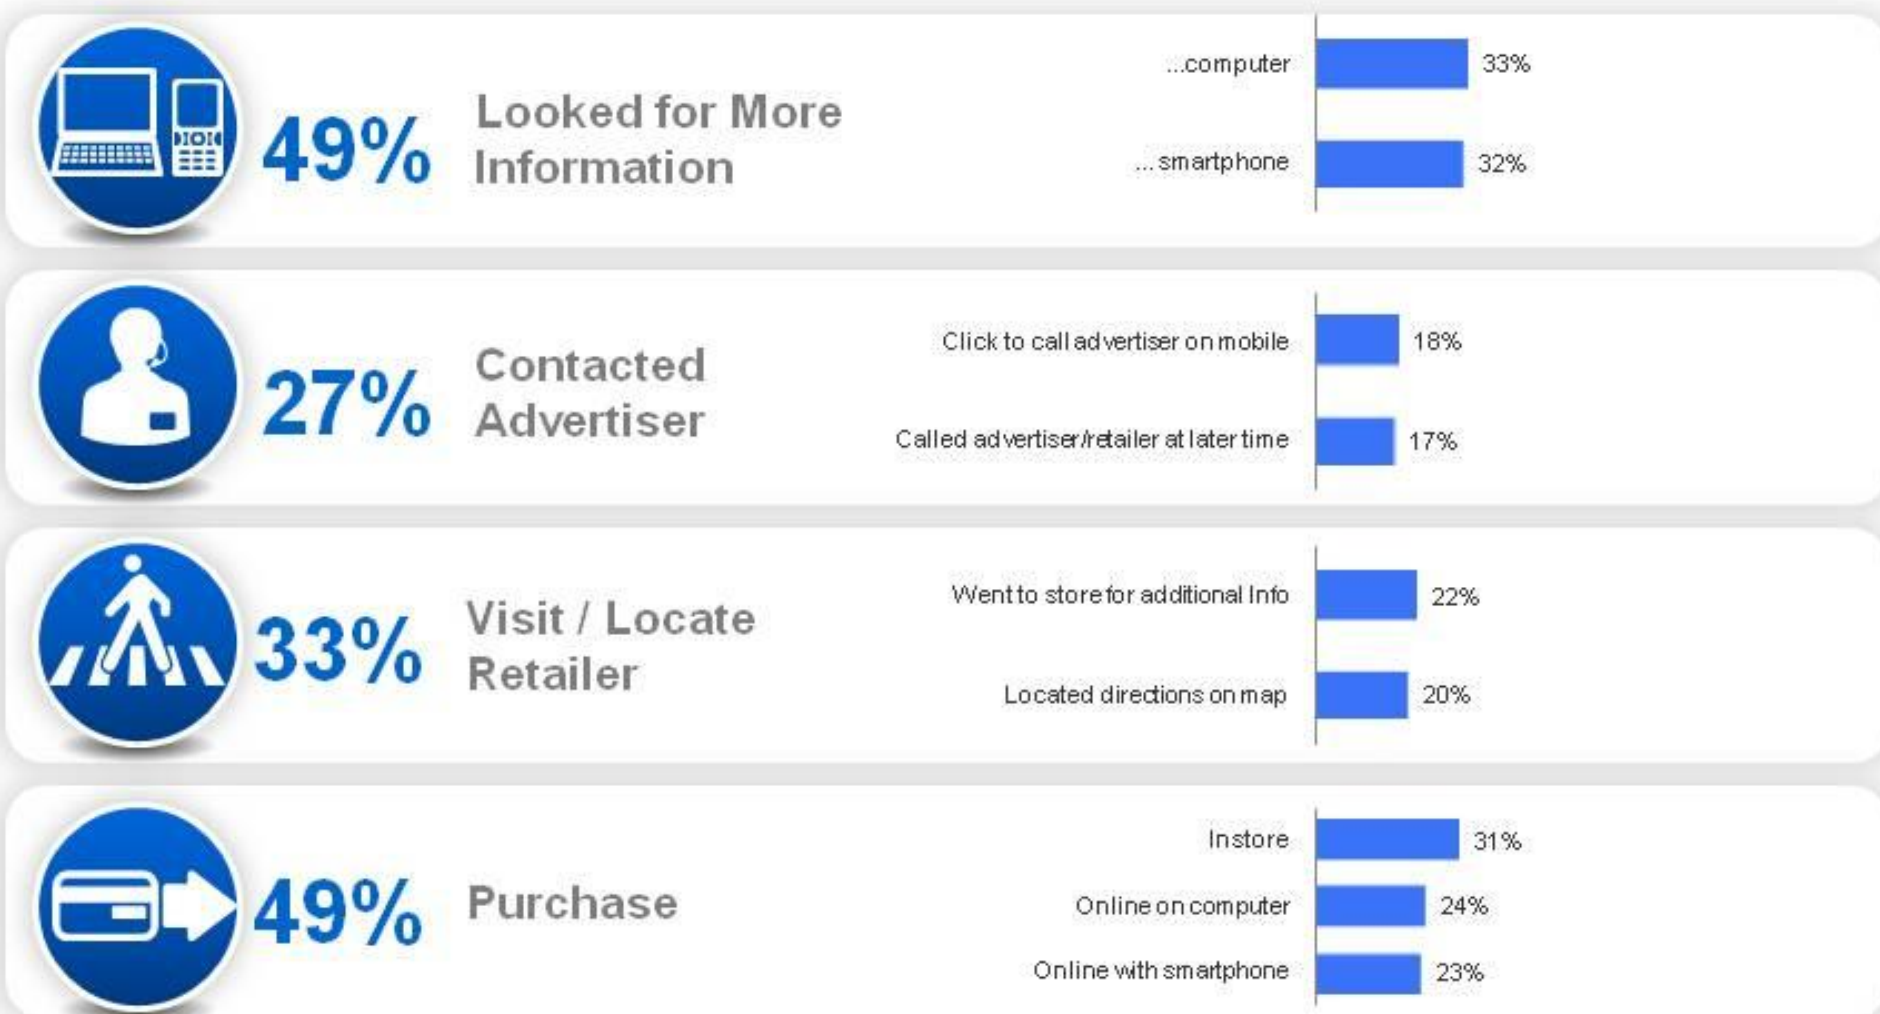 49%
Looked for More
Information
...computer
33%
... smartphone
32%
27%
Contacted
Advertiser
Click to call advertiser on mobile
18%
Called advertiser/retailer at later time
17%
33%
Visit / Locate
Retailer
Went to store for additional Info
22%
Located directions on map
20%
49%
Purchase
Instore
31%
Online on computer
24%
Online with smartphone
23%